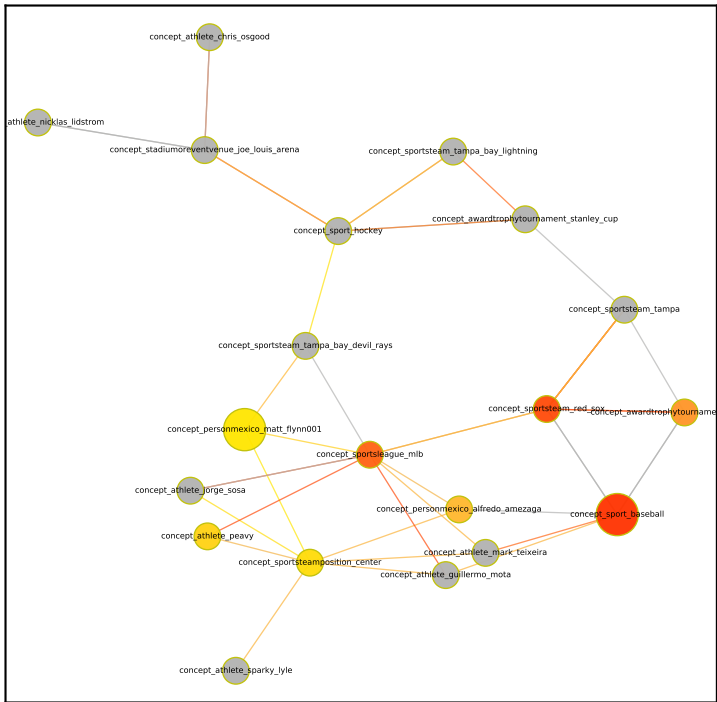 concept_athlete_chris_osgood
athlete_nicklas_lidstrom
concept_stadiumoreventvenue_joe_louis_arena
concept_sportsteam_tampa_bay_lightning
concept_awardtrophytournament_stanley_cup
concept_sport_hockey
concept_sportsteam_tampa
concept_sportsteam_tampa_bay_devil_rays
concept_sportsteam_red_sox
concept_awardtrophytourname
concept_personmexico_matt_flynn001
concept_sportsleague_mlb
concept_athlete_jorge_sosa
concept_personmexico_alfredo_amezaga
concept_sport_baseball
concept_athlete_peavy
concept_athlete_mark_teixeira
concept_sportsteamposition_center
concept_athlete_guillermo_mota
concept_athlete_sparky_lyle